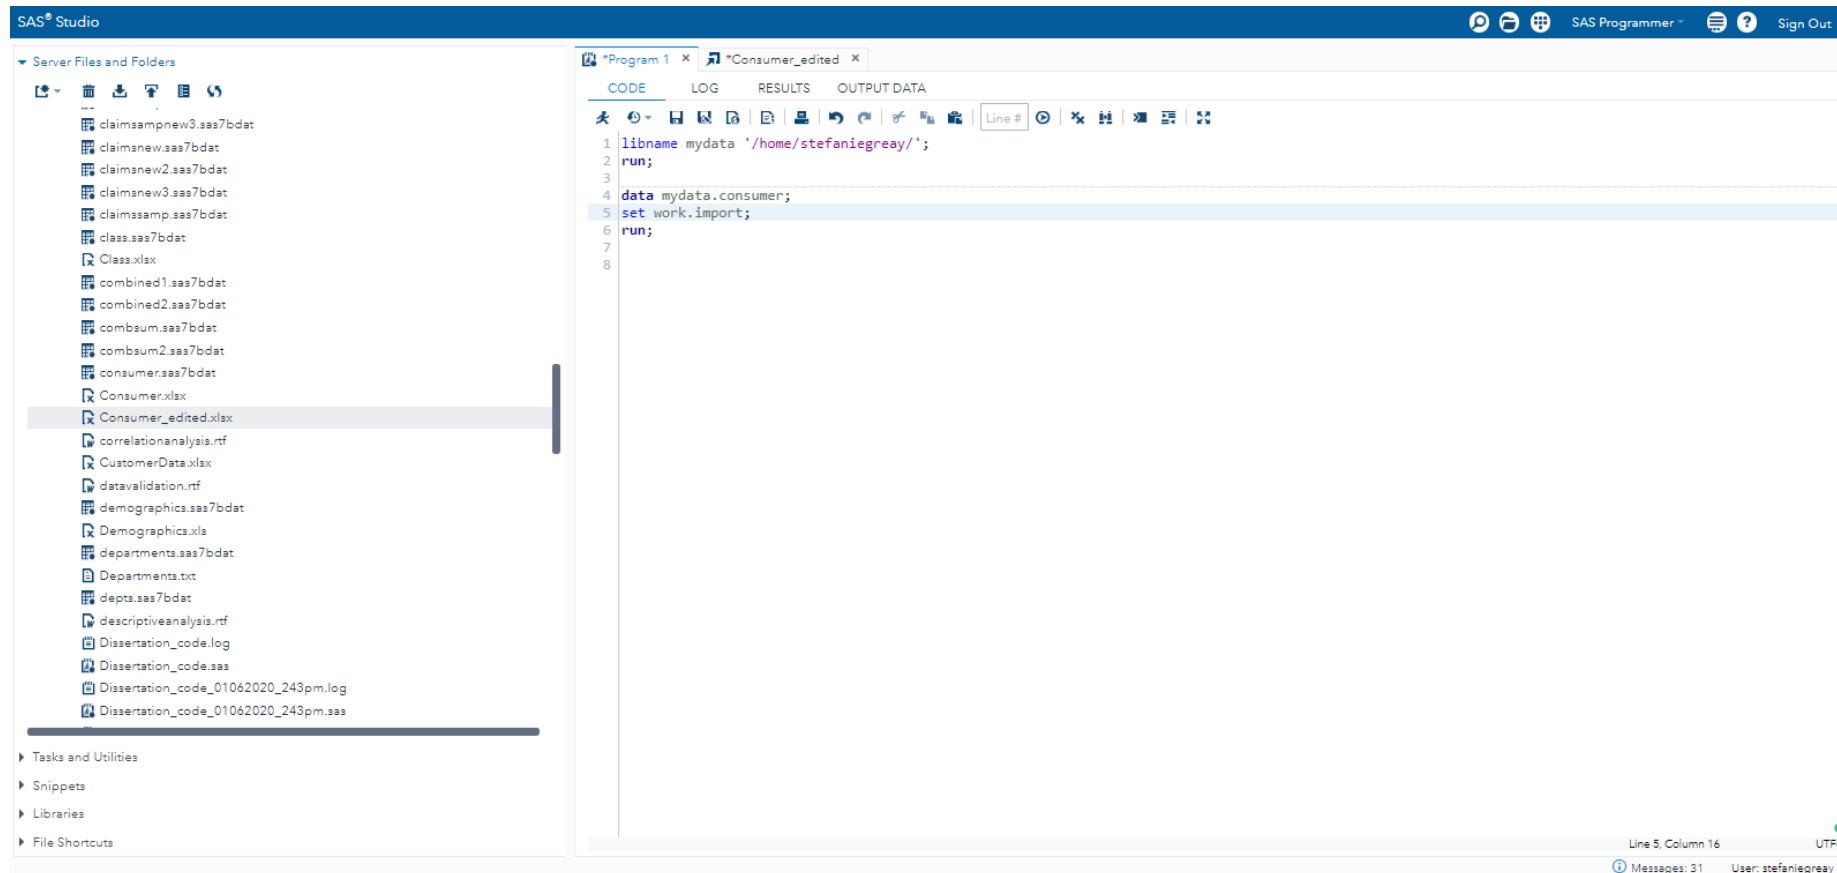 SAS® Studio
SAS Programmer
Sign Out
Server Files and Folders
claimsampnew3.sas7bdat
claimsnew.sas7bdat
claimsnew2.sas7bdat
claimsnew3.sas7bdat
claimssamp.sas7bdat
class.sas7bdat
Class.xlsx
combined1.sas7bdat
combined2.sas7bdat
combsum.sas7bdat
combsum2.sas7bdat
consumer.sas7bdat
Consumer.xlsx
Consumer_edited.xlsx
correlationanalysis.rtf
CustomerData.xlsx
datavalidation.rtf
demographics.sas7bdat
Demographics.xls
departments.sas7bdat
Departments.txt
depts.sas7bdat
descriptiveanalysis.rtf
Dissertation_code.log
Dissertation_code.sas
Dissertation_code_01062020_243pm.log
Dissertation_code_01062020_243pm.sas
Tasks and Utilities
Snippets
Libraries
File Shortcuts
*Program 1 × *Consumer_edited ×
CODE LOG RESULTS OUTPUT DATA
Line #
1 libname mydata '/home/stefaniegreay/';
2 run;
3
4 data mydata.consumer;
5 set work.import;
6 run;
7
8
Line 5, Column 16 UTF
Messages: 31 User: stefaniegreay